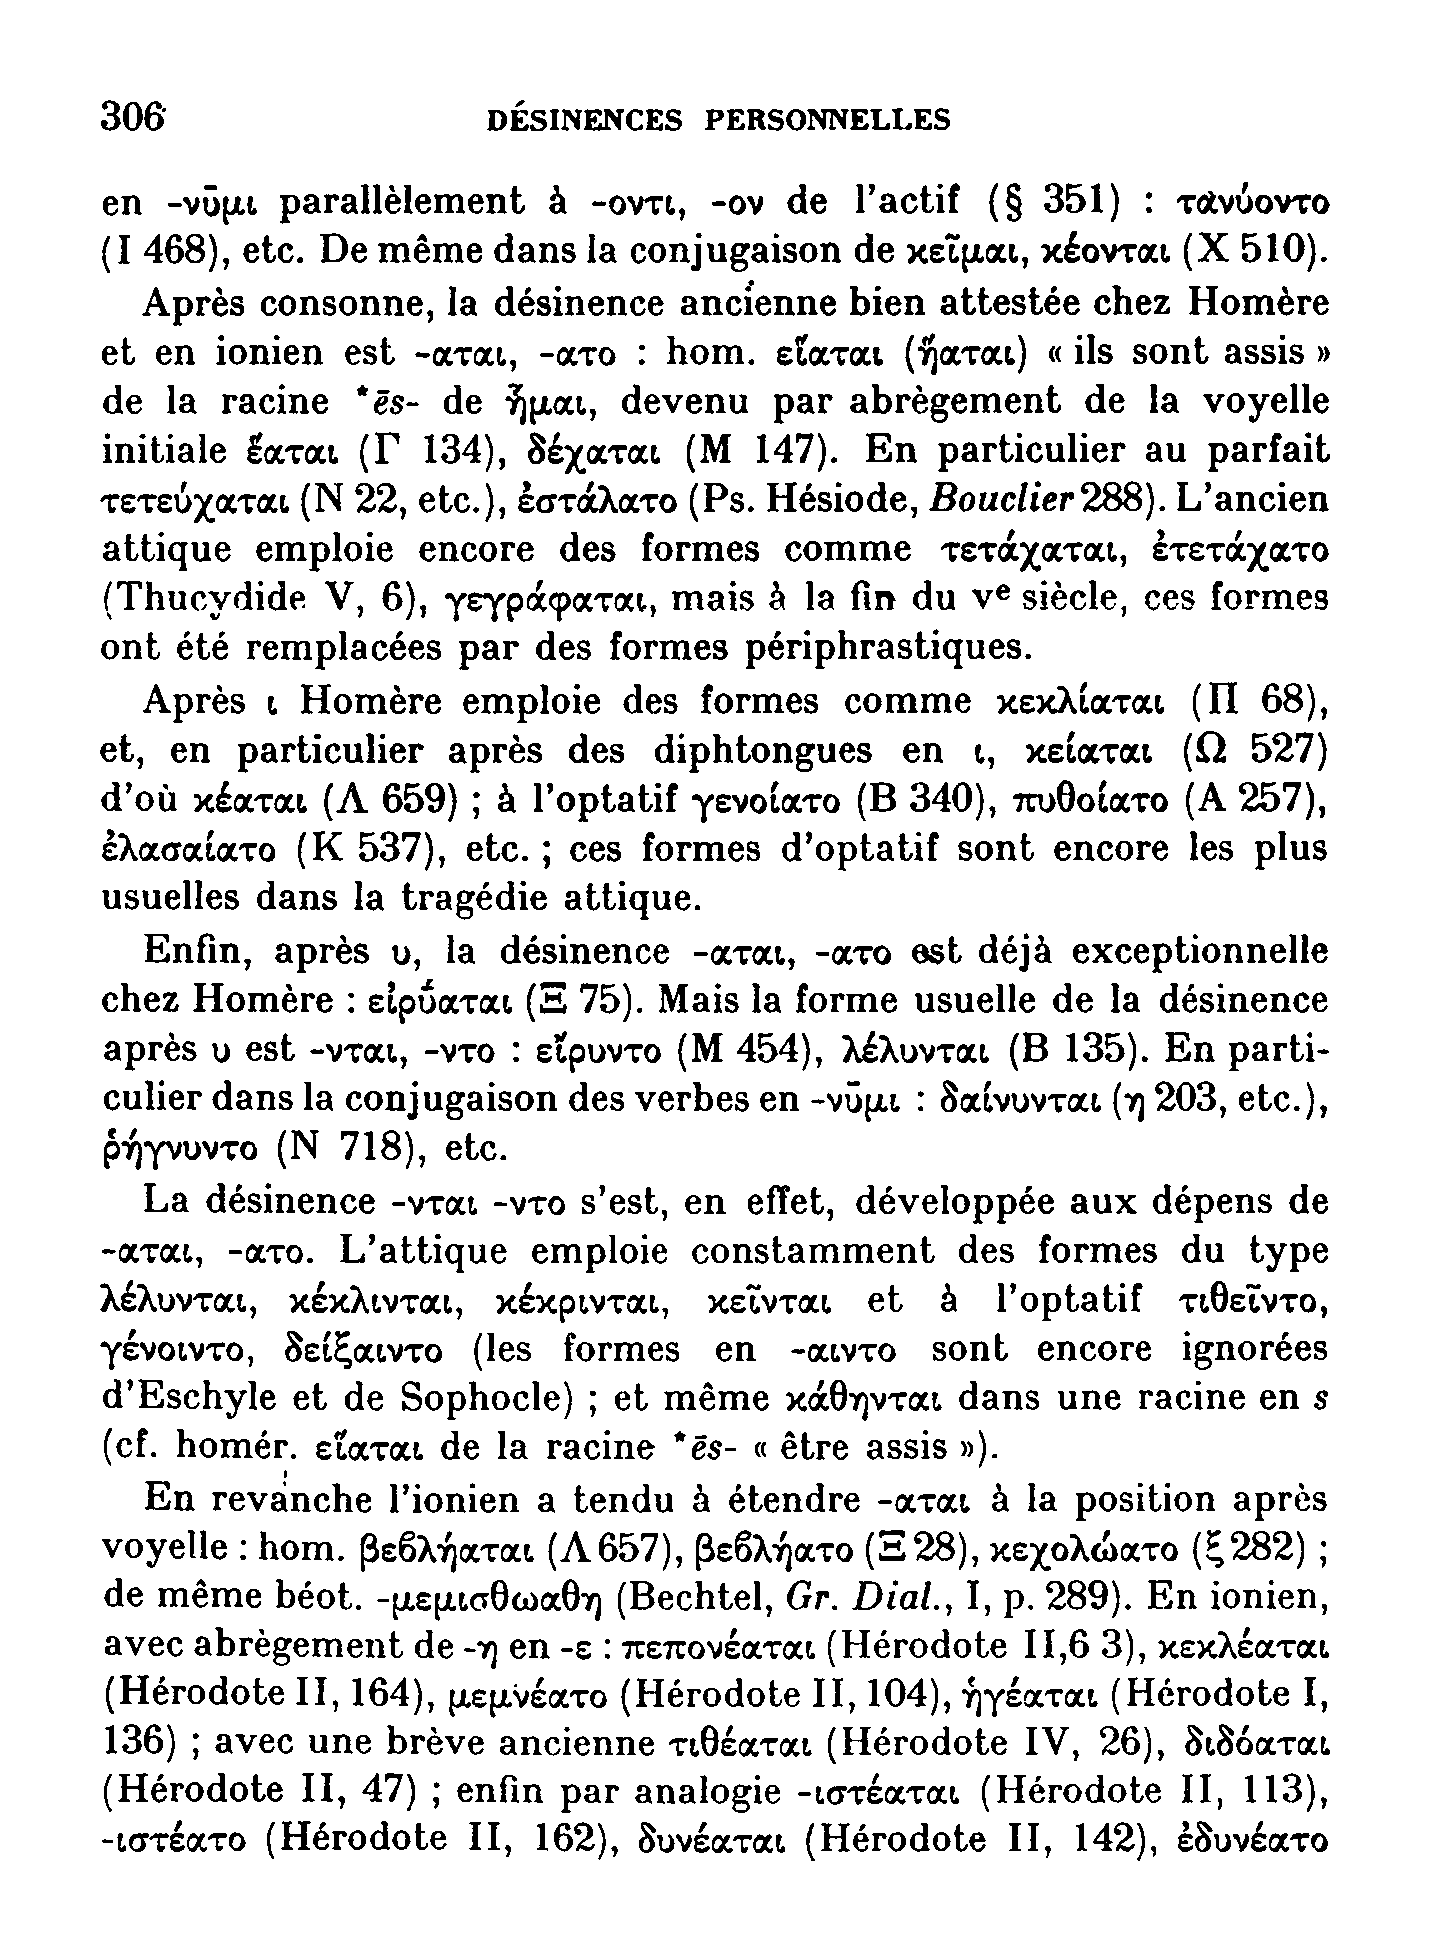 306
DÉSINENCES PERSONNELLES
en -νῡμι parallèlement à -οντι, -ον de l'actif (§ 351) : τανύοντο
(I 468), etc. De même dans la conjugaison de κεῖμαι, κέονται (X 510).
Après consonne, la désinence ancienne bien attestée chez Homère
et en ionien est -αται, -ατο : hom. εἵαται (ἥαται) « ils sont assis »
de la racine *ēs- de ἧμαι, devenu par abrègement de la voyelle
initiale ἕαται (Γ 134), δέχαται (M 147). En particulier au parfait
τετεύχαται (N 22, etc.), ἐστάλατο (Ps. Hésiode, Bouclier 288). L'ancien
attique emploie encore des formes comme τετάχαται, ἐτετάχατο
(Thucydide V, 6), γεγράφαται, mais à la fin du vᵉ siècle, ces formes
ont été remplacées par des formes périphrastiques.
Après ι Homère emploie des formes comme κεκλίαται (Π 68),
et, en particulier après des diphtongues en ι, κείαται (Ω 527)
d'où κέαται (Λ 659) ; à l'optatif γενοίατο (B 340), πυθοίατο (A 257),
ἐλασαίατο (K 537), etc. ; ces formes d'optatif sont encore les plus
usuelles dans la tragédie attique.
Enfin, après υ, la désinence -αται, -ατο est déjà exceptionnelle
chez Homère : εἰρῡ́αται (Ξ 75). Mais la forme usuelle de la désinence
après υ est -νται, -ντο : εἴρυντο (M 454), λέλυνται (B 135). En parti-
culier dans la conjugaison des verbes en -νῡμι : δαίνυνται (η 203, etc.),
ῥήγνυντο (N 718), etc.
La désinence -νται -ντο s'est, en effet, développée aux dépens de
-αται, -ατο. L'attique emploie constamment des formes du type
λέλυνται, κέκλινται, κέκρινται, κεῖνται et à l'optatif τιθεῖντο,
γένοιντο, δείξαιντο (les formes en -αιντο sont encore ignorées
d'Eschyle et de Sophocle) ; et même κάθηνται dans une racine en s
(cf. homér. εἵαται de la racine *ēs- « être assis »).
En revanche l'ionien a tendu à étendre -αται à la position après
voyelle : hom. βεϐλήαται (Λ 657), βεϐλήατο (Ξ 28), κεχολώατο (ξ 282) ;
de même béot. -μεμισθωαθη (Bechtel, Gr. Dial., I, p. 289). En ionien,
avec abrègement de -η en -ε : πεπονέαται (Hérodote II,6 3), κεκλέαται
(Hérodote II, 164), μεμνέατο (Hérodote II, 104), ἡγέαται (Hérodote I,
136) ; avec une brève ancienne τιθέαται (Hérodote IV, 26), διδόαται
(Hérodote II, 47) ; enfin par analogie -ιστέαται (Hérodote II, 113),
-ιστέατο (Hérodote II, 162), δυνέαται (Hérodote II, 142), ἐδυνέατο